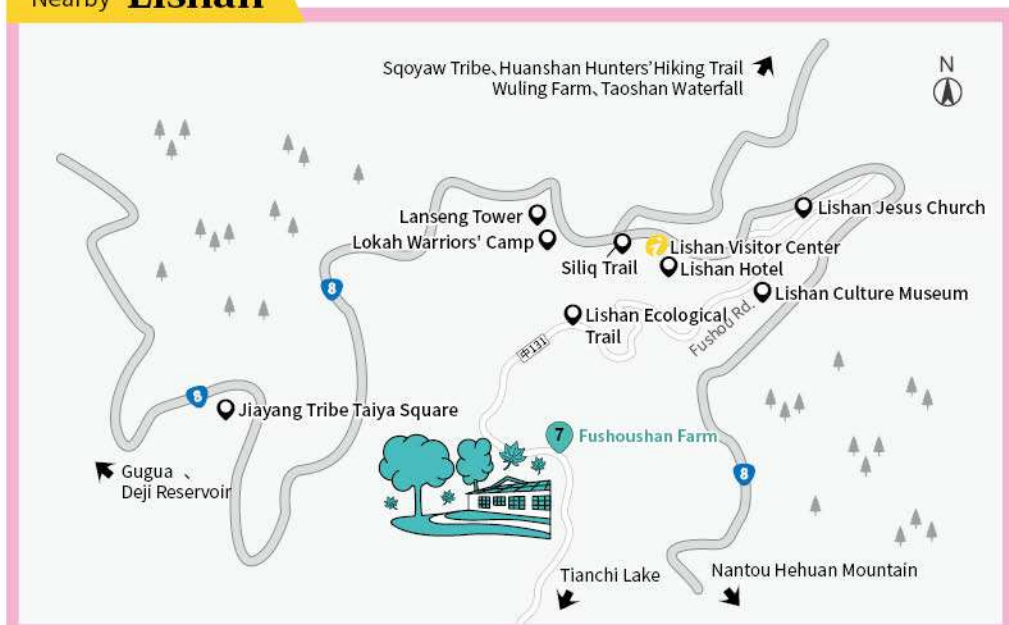 Nearby Lishan
Sqoyaw Tribe、Huanshan Hunters'Hiking Trail
Wuling Farm、Taoshan Waterfall
N
Lanseng Tower
Lishan Jesus Church
Lokah Warriors' Camp
Siliq Trail
i
Lishan Visitor Center
Lishan Hotel
8
Lishan Culture Museum
Lishan Ecological
Trail
Fushou Rd.
中131
8
Jiayang Tribe Taiya Square
7
Fushoushan Farm
8
Gugua 、
Deji Reservoir
Tianchi Lake
Nantou Hehuan Mountain